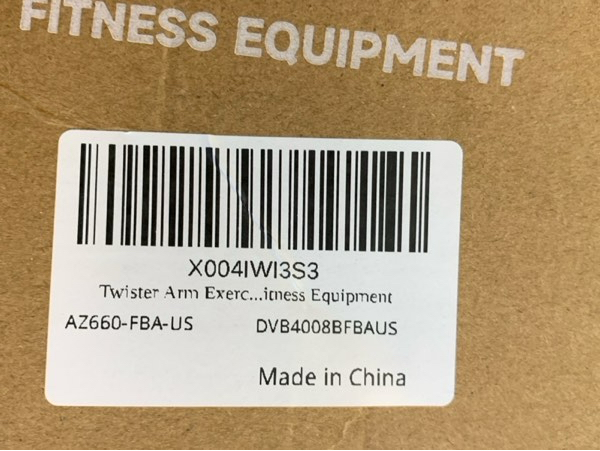 FITNESS EQUIPMENT
X004IWI3S3
Twister Arm Exerc...itness Equipment
AZ660-FBA-US DVB4008BFBAUS
Made in China